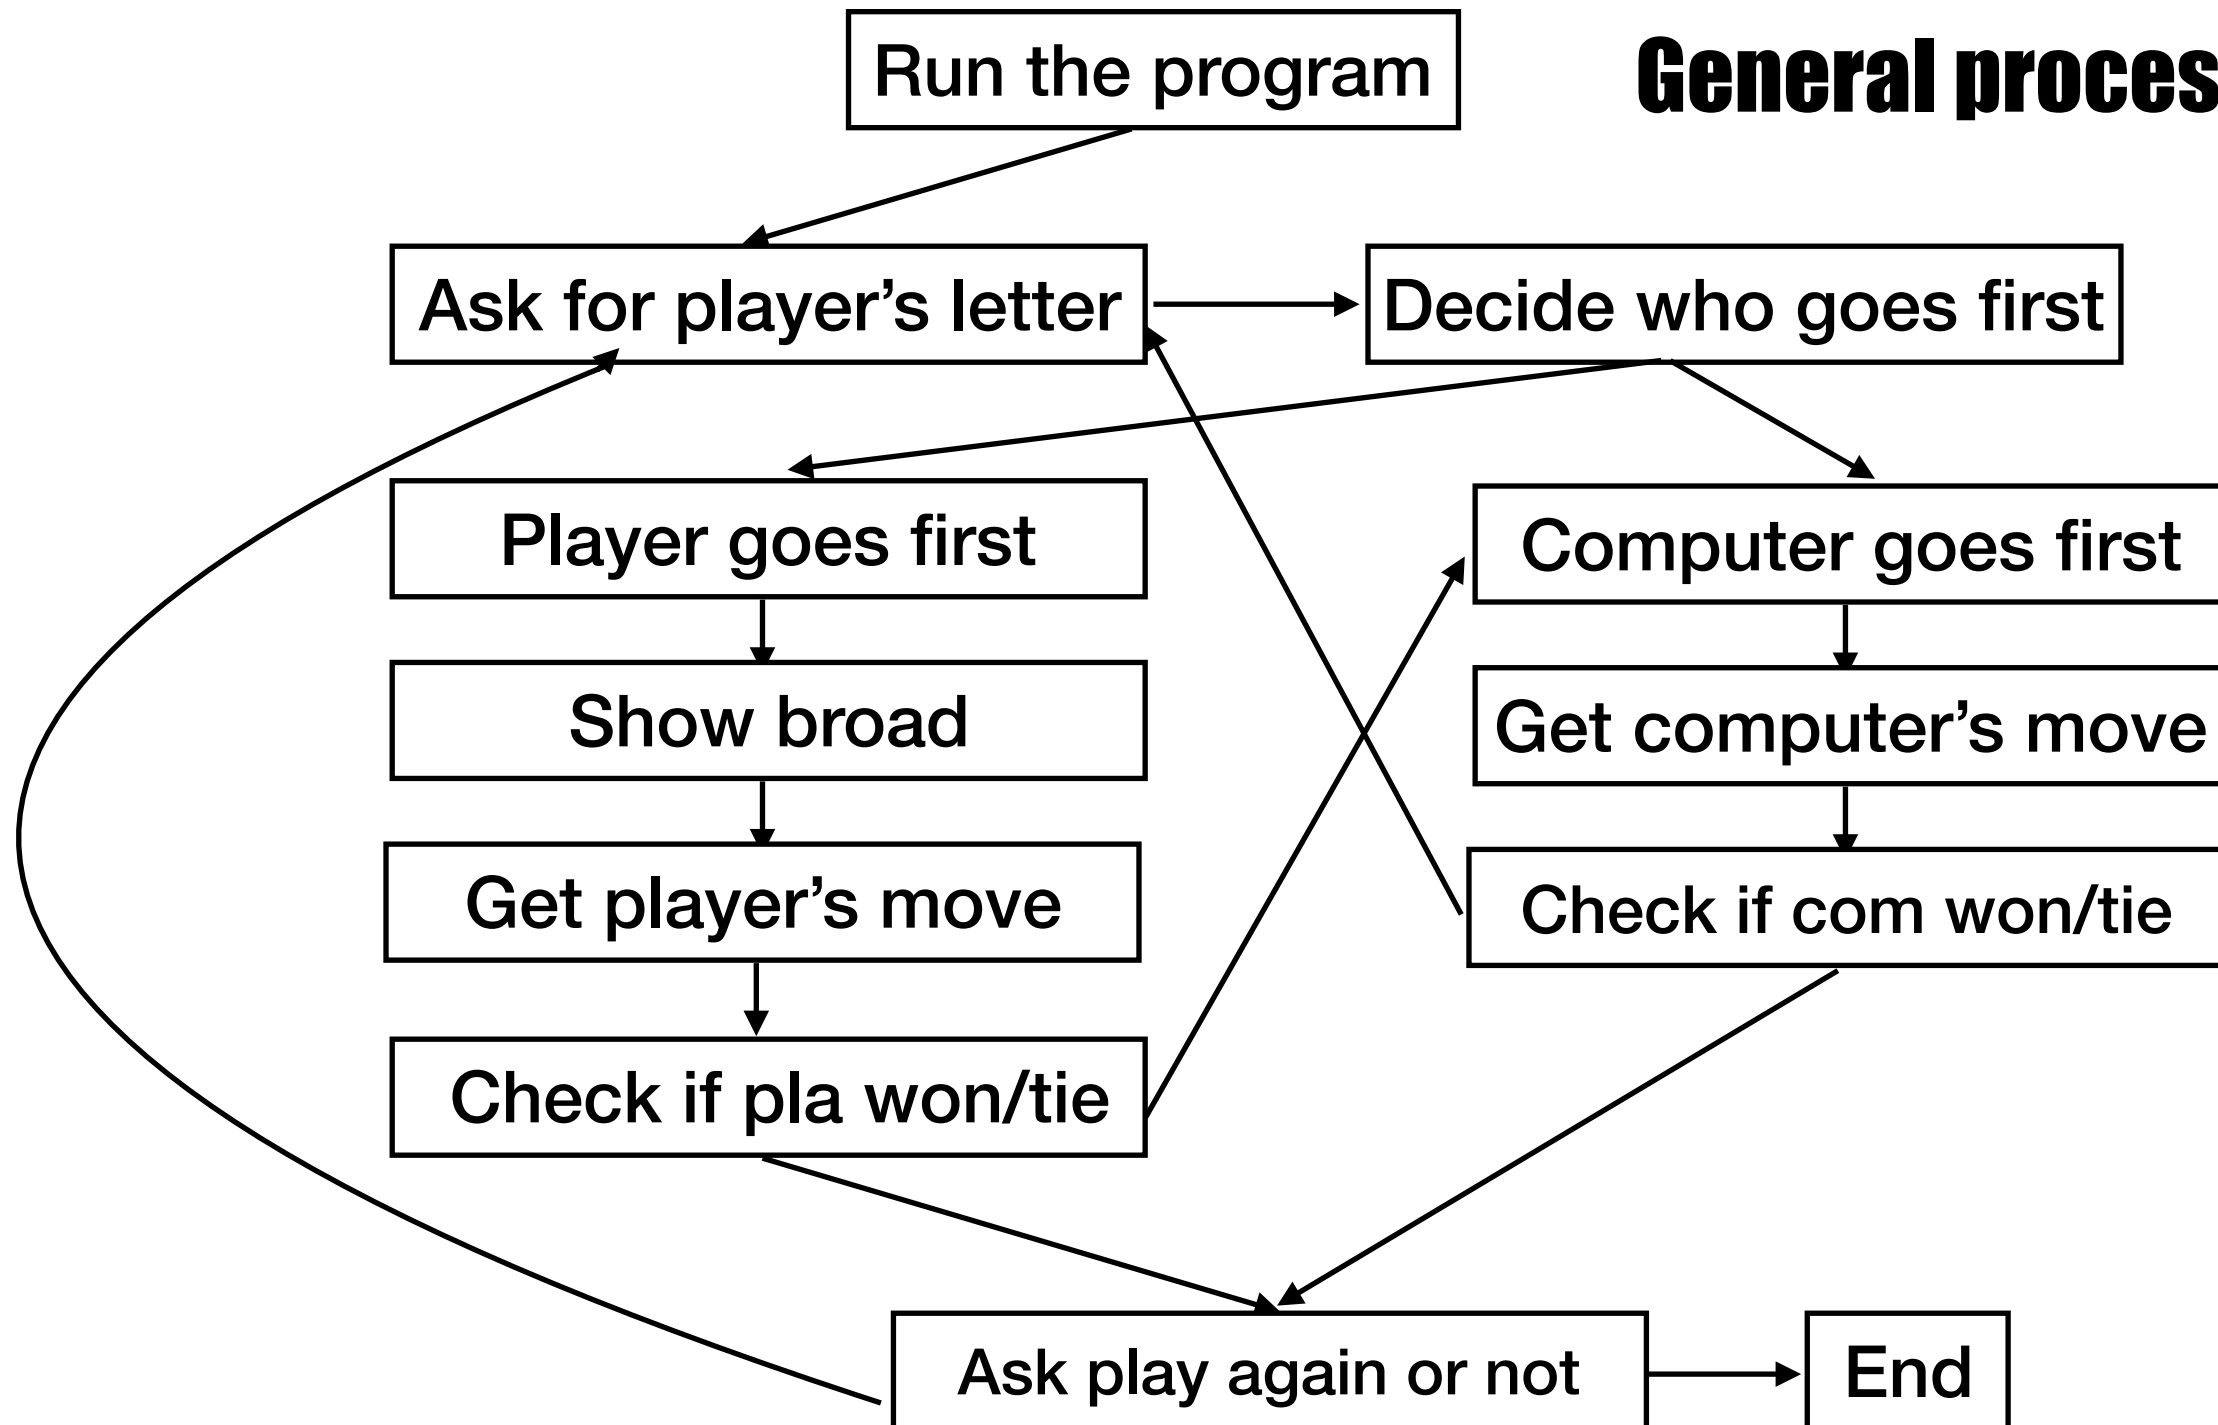 Run the program
General proces
Ask for player’s letter
Decide who goes first
Player goes first
Computer goes first
Show broad
Get computer’s move
Get player’s move
Check if com won/tie
Check if pla won/tie
Ask play again or not
End